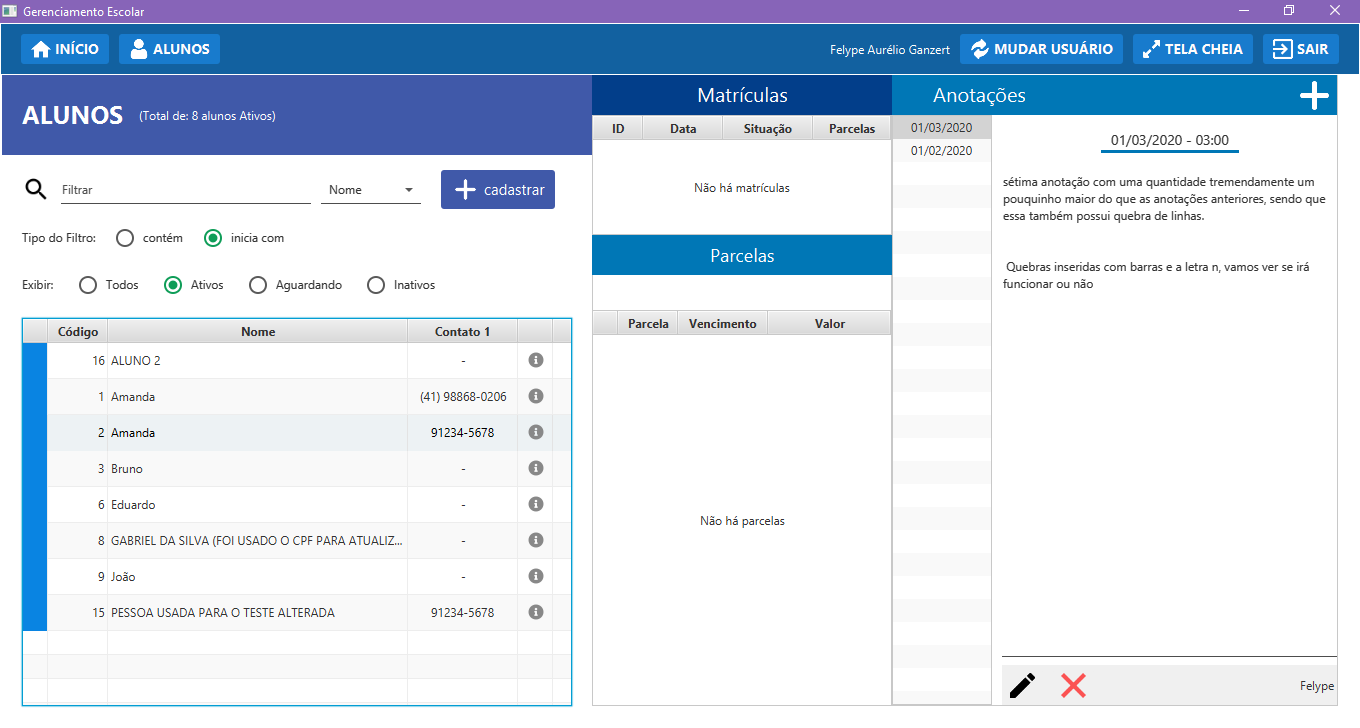 Gerenciamento Escolar
INÍCIO ALUNOS Felype Aurélio Ganzert MUDAR USUÁRIO TELA CHEIA SAIR
ALUNOS (Total de: 8 alunos Ativos)
Filtrar Nome cadastrar
Tipo do Filtro: contém inicia com
Exibir: Todos Ativos Aguardando Inativos
Código Nome Contato 1
16 ALUNO 2 -
1 Amanda (41) 98868-0206
2 Amanda 91234-5678
3 Bruno -
6 Eduardo -
8 GABRIEL DA SILVA (FOI USADO O CPF PARA ATUALIZ... -
9 João -
15 PESSOA USADA PARA O TESTE ALTERADA 91234-5678
Matrículas
ID Data Situação Parcelas
Não há matrículas
Parcelas
Parcela Vencimento Valor
Não há parcelas
Anotações
01/03/2020
01/02/2020
01/03/2020 - 03:00
sétima anotação com uma quantidade tremendamente um
pouquinho maior do que as anotações anteriores, sendo que
essa também possui quebra de linhas.
Quebras inseridas com barras e a letra n, vamos ver se irá
funcionar ou não
Felype